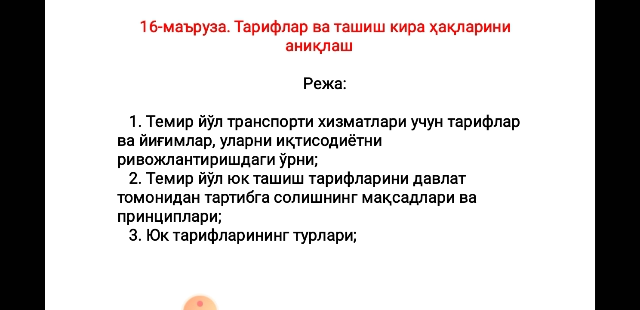 16-маъруза. Тарифлар ва ташиш кира ҳақларини
аниқлаш
Режа:
1. Темир йўл транспорти хизматлари учун тарифлар
ва йиғимлар, уларни иқтисодиётни
ривожлантиришдаги ўрни;
2. Темир йўл юк ташиш тарифларини давлат
томонидан тартибга солишнинг мақсадлари ва
принциплари;
3. Юк тарифларининг турлари;